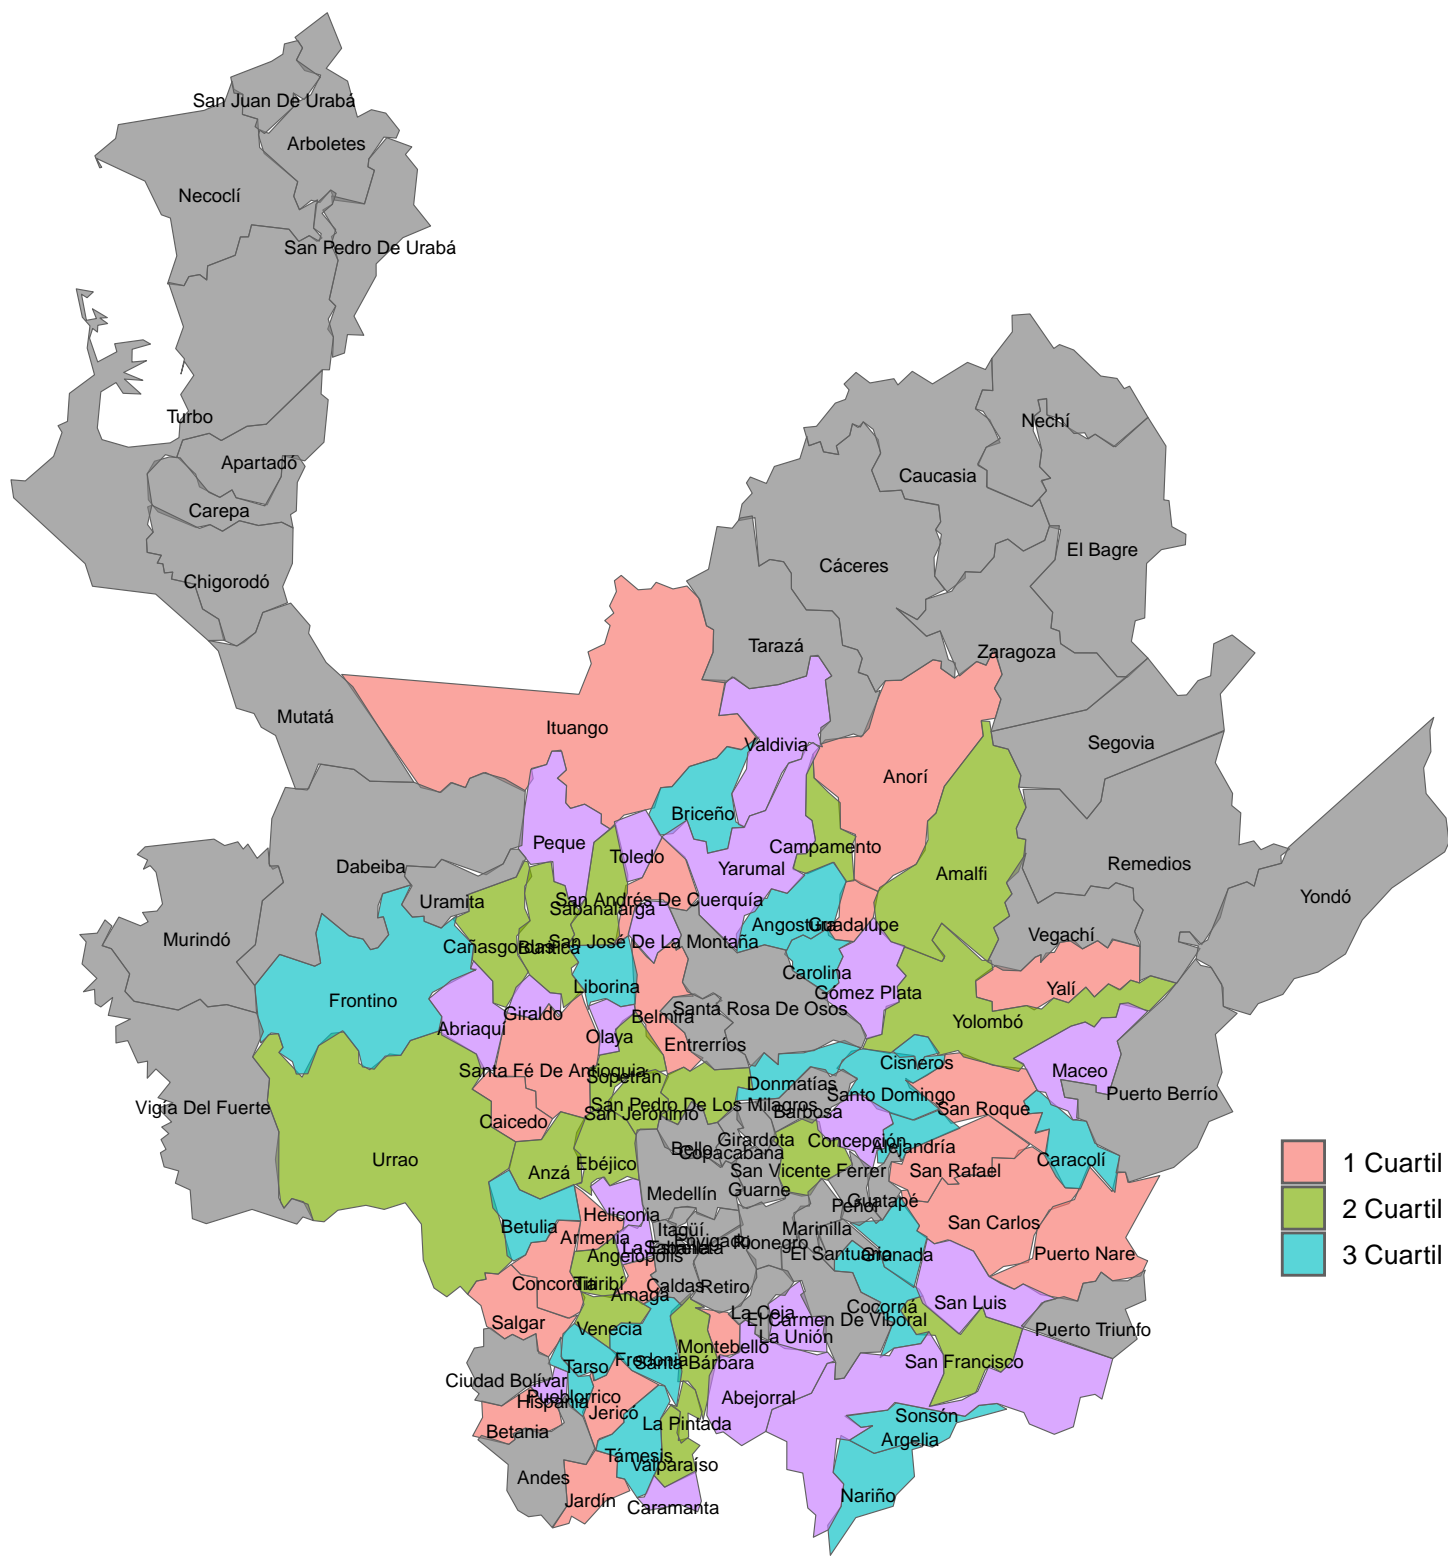 San Juan De Urabá
Arboletes
Necoclí
San Pedro De Urabá
Turbo
Nechí
Apartadó
Caucasia
Carepa
El Bagre
Cáceres
Chigorodó
Tarazá
Zaragoza
Mutatá
Ituango
Valdivia
Segovia
Anorí
Briceño
Peque
Campamento
Toledo
Dabeiba
Yarumal
Amalfi
Remedios
Yondó
San Andrés De Cuerquía
Uramita
Sabanalarga
Angostura
Guadalupe
Vegachí
Murindó
Cañasgordas
Buriticá
San José De La Montaña
Carolina
Liborina
Yalí
Gómez Plata
Frontino
Santa Rosa De Osos
Giraldo
Belmira
Abriaquí
Olaya
Yolombó
Entrerríos
Cisneros
Santa Fé De Antioquia
Maceo
Sopetrán
Donmatías
Santo Domingo
Puerto Berrío
San Pedro De Los Milagros
Vigía Del Fuerte
San Roque
San Jerónimo
Barbosa
Caicedo
Girardota
Concepción
Alejandría
Bello
Copacabana
Urrao
Caracolí
Ebéjico
Anzá
San Vicente Ferrer
San Rafael
Medellín
Guarne
Guatapé
Peñol
Heliconia
San Carlos
Betulia
Itagüí
Marinilla
Armenia
Envigado
Rionegro
La Estrella
Sabaneta
El Santuario
Granada
Puerto Nare
Angelópolis
Concordia
Titiribí
Caldas
Retiro
Amagá
San Luis
Cocorná
La Ceja
El Carmen De Viboral
Salgar
Venecia
La Unión
Puerto Triunfo
Montebello
Fredonia
Santa Bárbara
San Francisco
Tarso
Ciudad Bolívar
Pueblorrico
Hispania
Abejorral
Jericó
Sonsón
La Pintada
Betania
Argelia
Támesis
Valparaíso
Andes
Nariño
Jardín
Caramanta
1 Cuartil
2 Cuartil
3 Cuartil